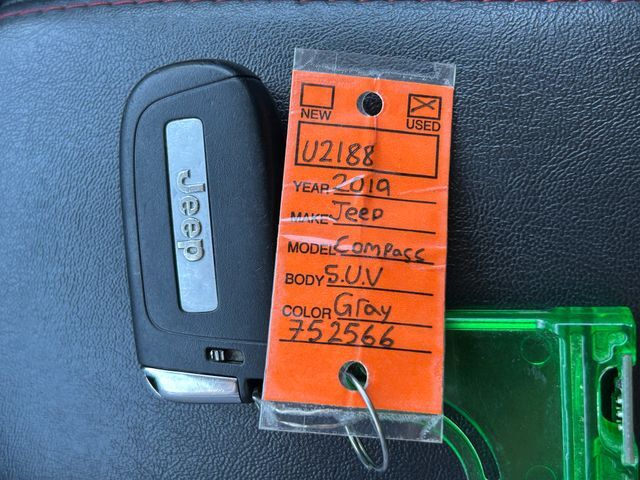 Jeep
NEW
USED
U2188
YEAR 2019
MAKE Jeep
MODEL Compass
BODY S.U.V
COLOR Gray
752566